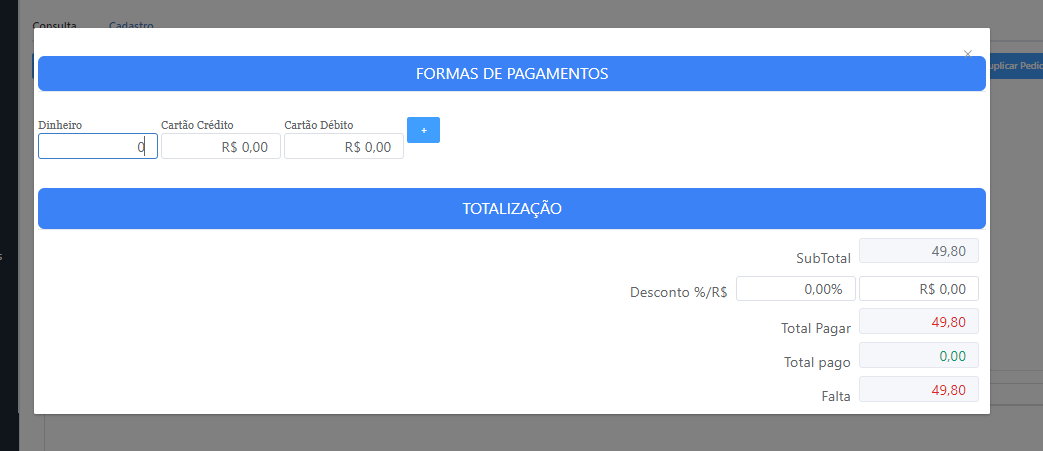 Consulta Cadastro
×
uplicar Pedic
FORMAS DE PAGAMENTOS
Dinheiro Cartão Crédito Cartão Débito
0 R$ 0,00 R$ 0,00 +
TOTALIZAÇÃO
SubTotal 49,80
Desconto %/R$ 0,00% R$ 0,00
Total Pagar 49,80
Total pago 0,00
Falta 49,80
s